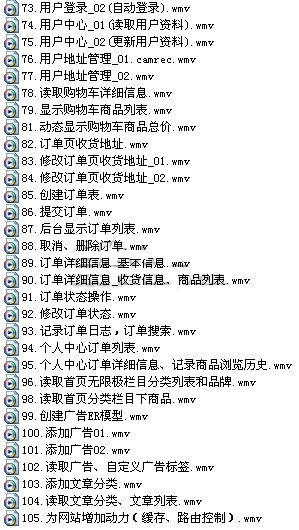 73.用户登录_02(自动登录).wmv
74.用户中心_01(读取用户资料).wmv
75.用户中心_02(更新用户资料).wmv
76.用户地址管理_01.camrec.wmv
77.用户地址管理_02.wmv
78.读取购物车详细信息.wmv
79.显示购物车商品列表.wmv
81.动态显示购物车商品总价.wmv
82.订单页收货地址.wmv
83.修改订单页收货地址_01.wmv
84.修改订单页收货地址_02.wmv
85.创建订单表.wmv
86.提交订单.wmv
87.后台显示订单列表.wmv
88.取消、删除订单.wmv
89.订单详细信息_基本信息.wmv
90.订单详细信息_收货信息、商品列表.wmv
91.订单状态操作.wmv
92.修改订单状态.wmv
93.记录订单日志，订单搜索.wmv
94.个人中心订单列表.wmv
95.个人中心订单详细信息、记录商品浏览历史.wmv
96.读取首页无限极栏目分类列表和品牌.wmv
98.读取首页分类栏目下商品.wmv
99.创建广告ER模型.wmv
100.添加广告01.wmv
101.添加广告02.wmv
102.读取广告、自定义广告标签.wmv
103.添加文章分类.wmv
104.读取文章分类、文章列表.wmv
105.为网站增加动力（缓存、路由控制）.wmv